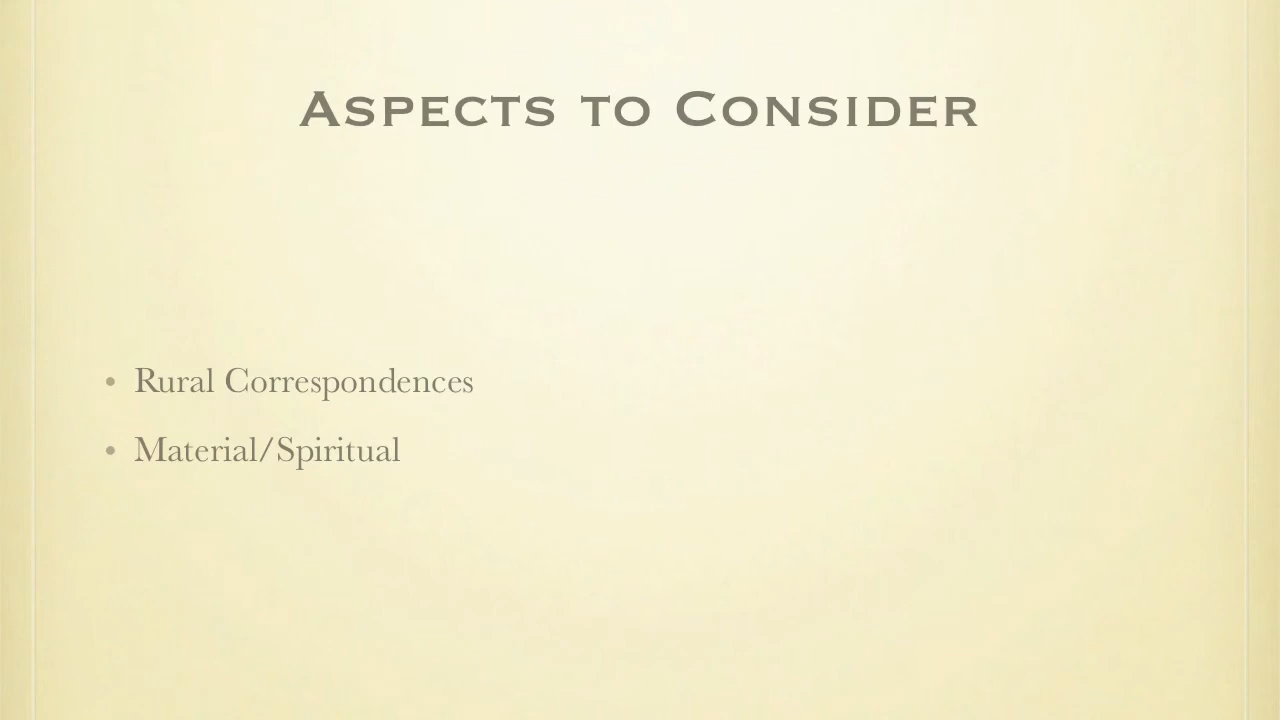 Aspects to Consider
• Rural Correspondences
• Material/Spiritual